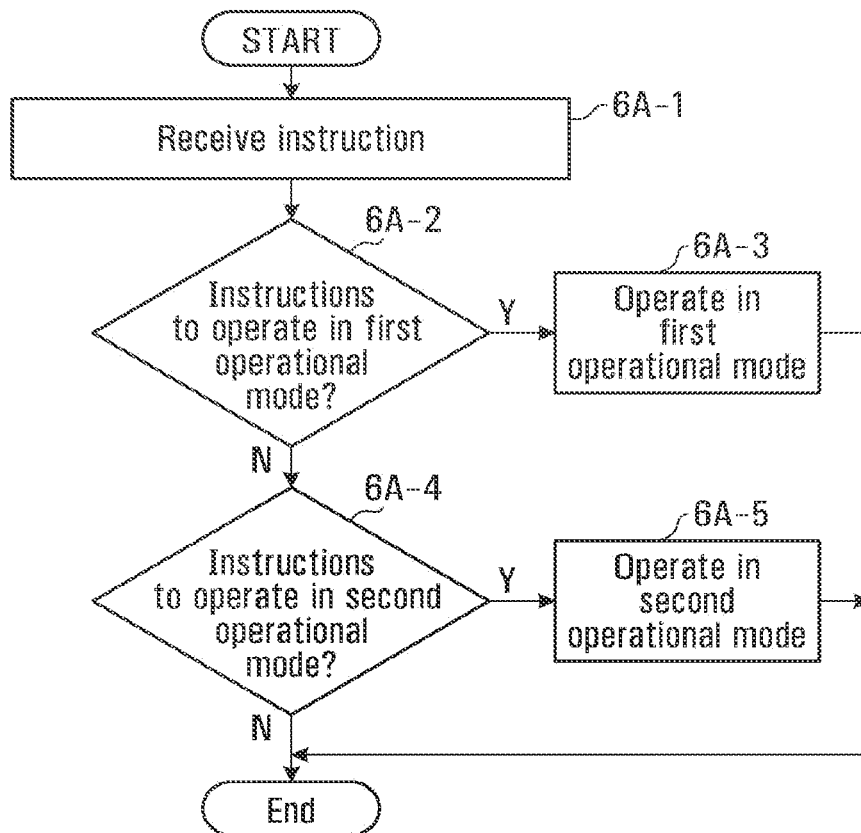 START
6A-1
Receive instruction
6A-2
Instructions
to operate in first
operational
mode?
Y
6A-3
Operate in
first
operational mode
N
6A-4
Instructions
to operate in second
operational
mode?
Y
6A-5
Operate in
second
operational mode
N
End